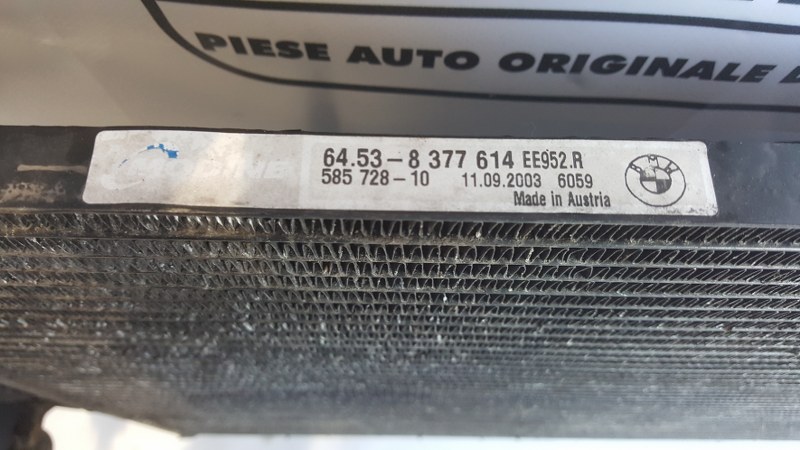 PIESE AUTO ORIGINALE
64.53-8 377 614 EE952.R
585 728-10 11.09.2003 6059
Made in Austria